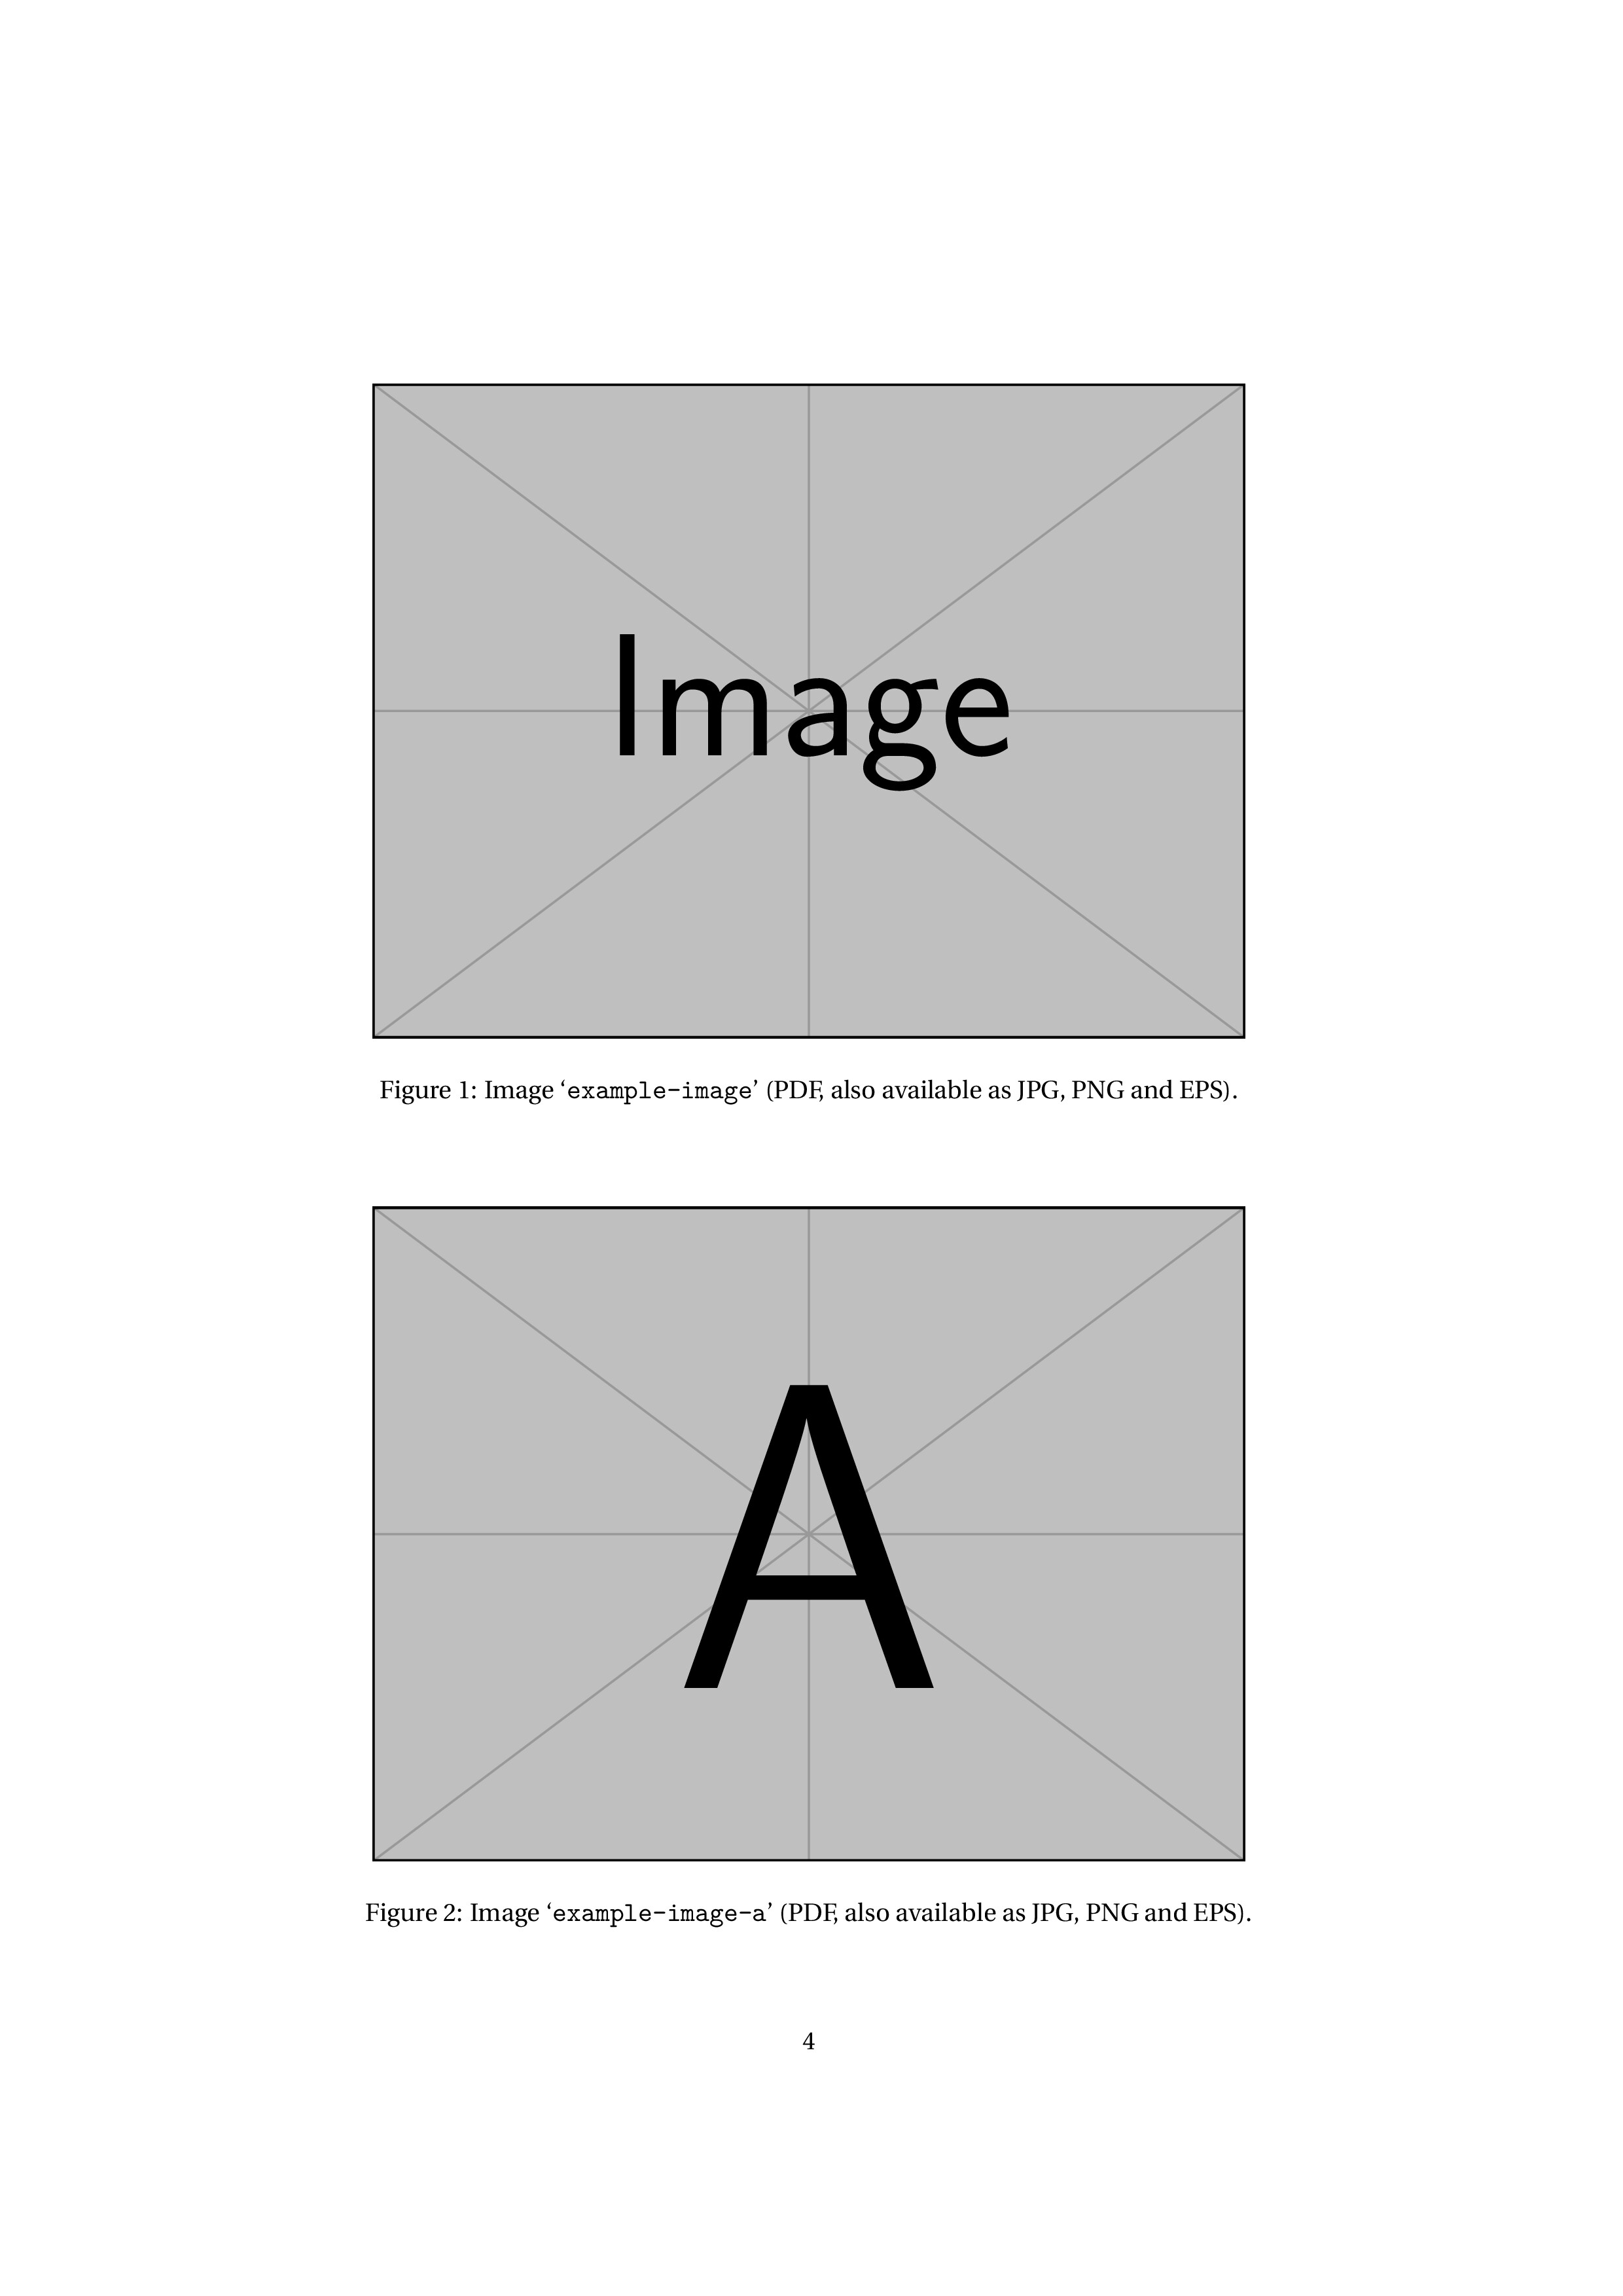 Image
Figure 1: Image ‘example-image’ (PDF, also available as JPG, PNG and EPS).
A
Figure 2: Image ‘example-image-a’ (PDF, also available as JPG, PNG and EPS).
4